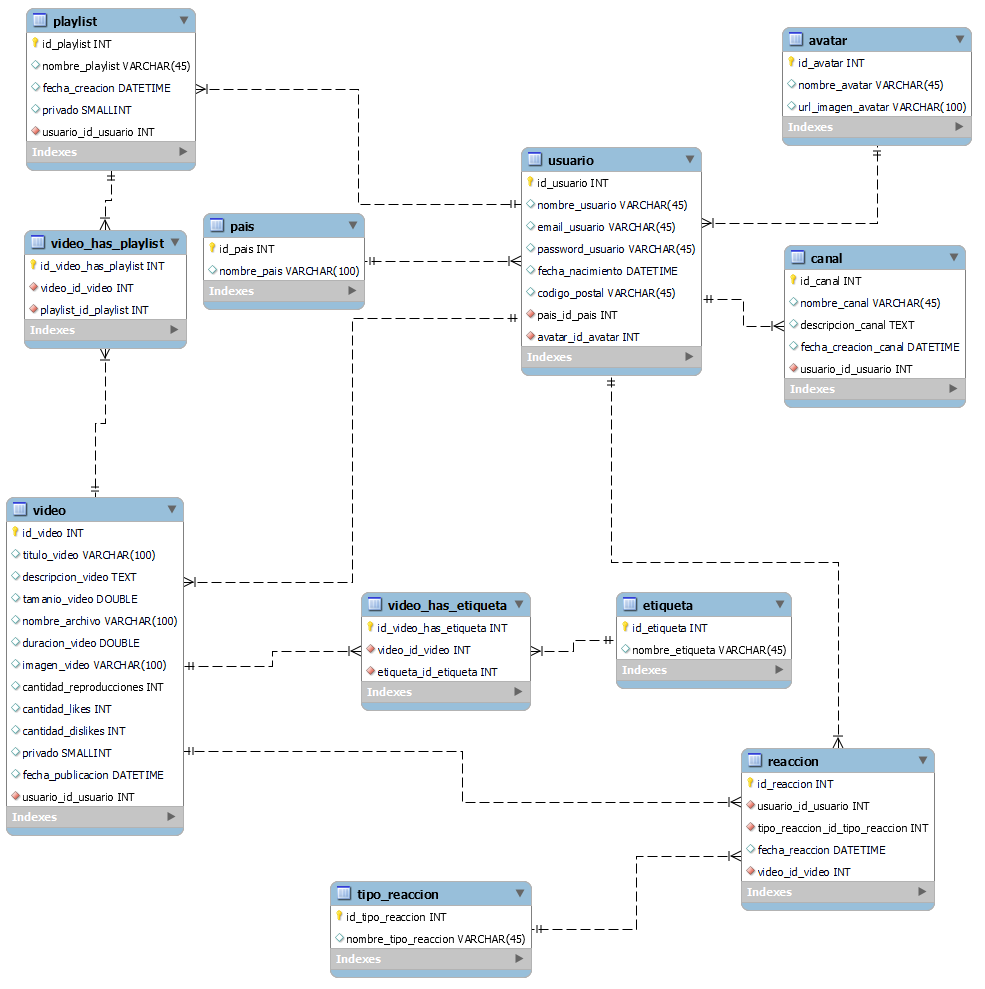 playlist
id_playlist INT
nombre_playlist VARCHAR(45)
fecha_creacion DATETIME
privado SMALLINT
usuario_id_usuario INT
Indexes
avatar
id_avatar INT
nombre_avatar VARCHAR(45)
url_imagen_avatar VARCHAR(100)
Indexes
usuario
id_usuario INT
nombre_usuario VARCHAR(45)
email_usuario VARCHAR(45)
password_usuario VARCHAR(45)
fecha_nacimiento DATETIME
codigo_postal VARCHAR(45)
pais_id_pais INT
avatar_id_avatar INT
Indexes
pais
id_pais INT
nombre_pais VARCHAR(100)
Indexes
video_has_playlist
id_video_has_playlist INT
video_id_video INT
playlist_id_playlist INT
Indexes
canal
id_canal INT
nombre_canal VARCHAR(45)
descripcion_canal TEXT
fecha_creacion_canal DATETIME
usuario_id_usuario INT
Indexes
video
id_video INT
titulo_video VARCHAR(100)
descripcion_video TEXT
tamanio_video DOUBLE
nombre_archivo VARCHAR(100)
duracion_video DOUBLE
imagen_video VARCHAR(100)
cantidad_reproducciones INT
cantidad_likes INT
cantidad_dislikes INT
privado SMALLINT
fecha_publicacion DATETIME
usuario_id_usuario INT
Indexes
video_has_etiqueta
id_video_has_etiqueta INT
video_id_video INT
etiqueta_id_etiqueta INT
Indexes
etiqueta
id_etiqueta INT
nombre_etiqueta VARCHAR(45)
Indexes
reaccion
id_reaccion INT
usuario_id_usuario INT
tipo_reaccion_id_tipo_reaccion INT
fecha_reaccion DATETIME
video_id_video INT
Indexes
tipo_reaccion
id_tipo_reaccion INT
nombre_tipo_reaccion VARCHAR(45)
Indexes